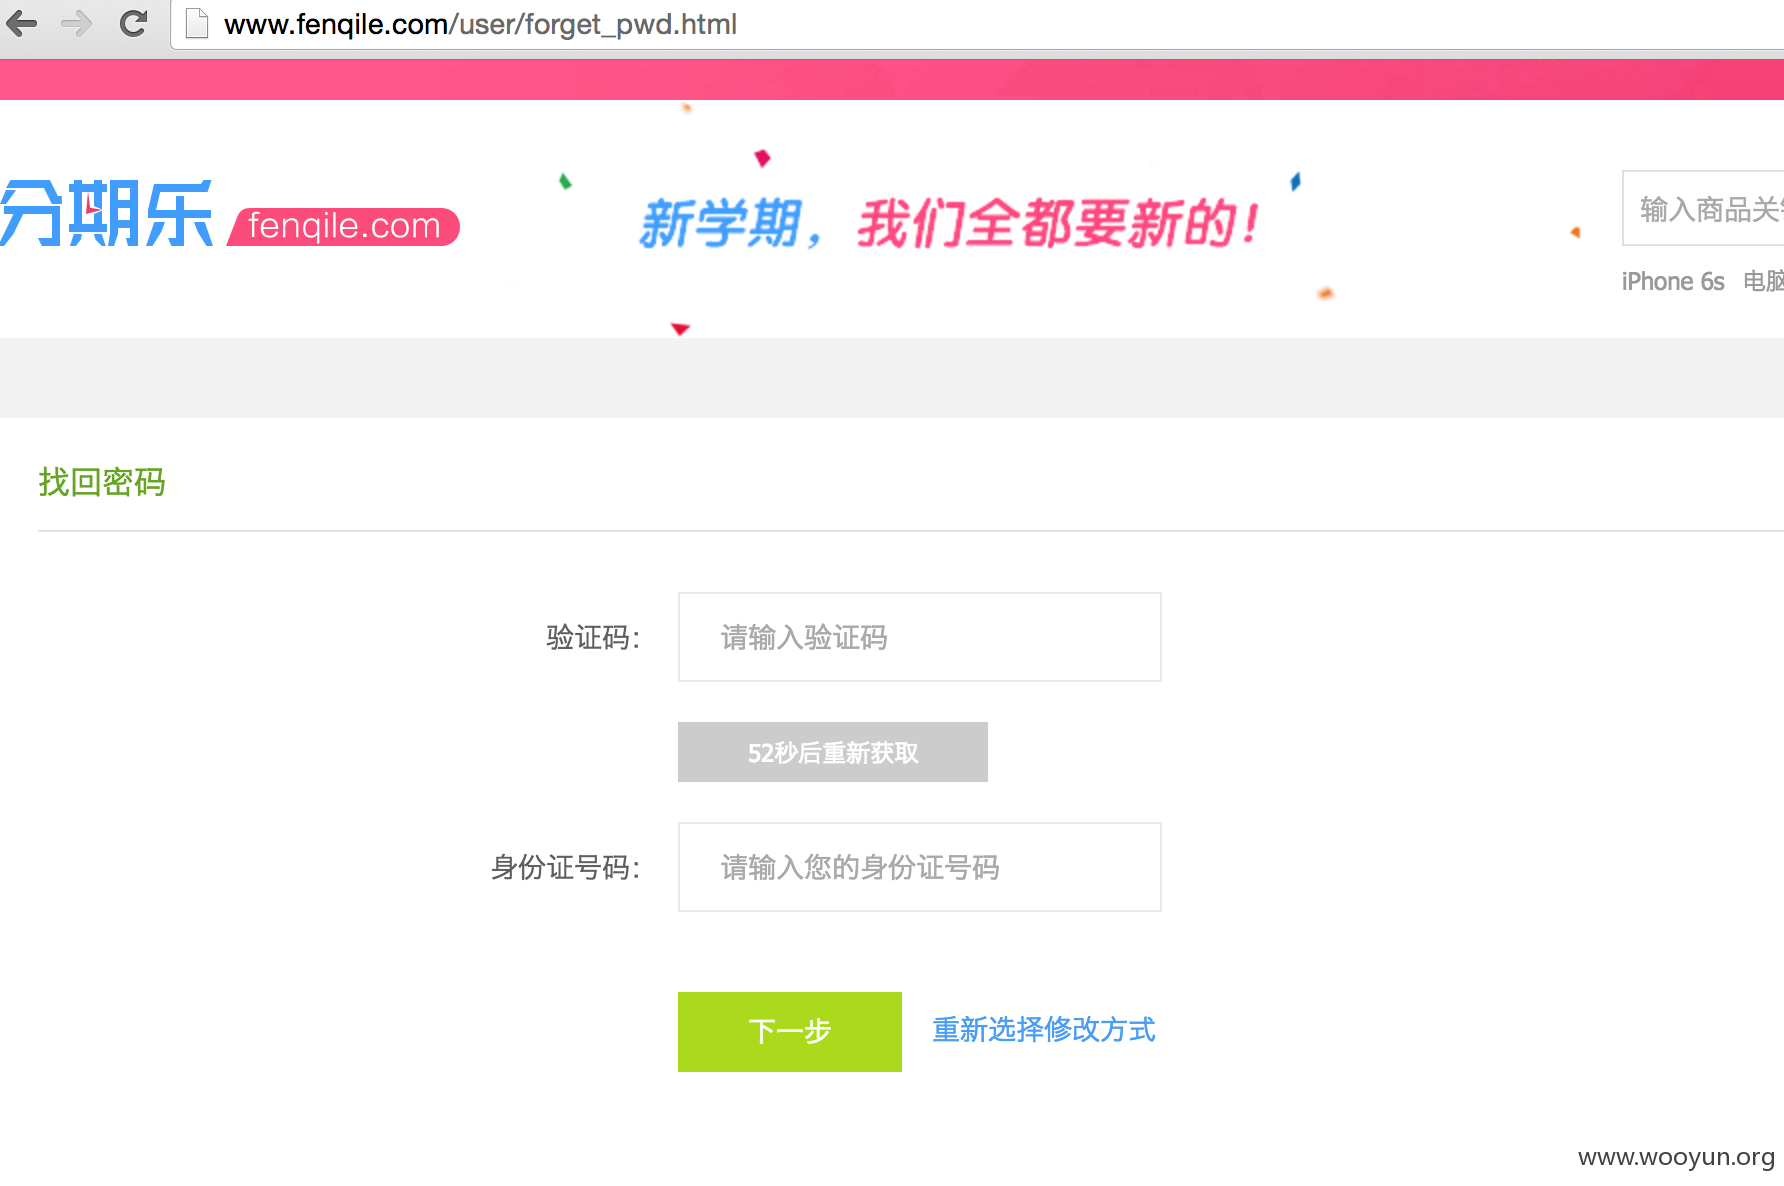 www.fenqile.com/user/forget_pwd.html
分期乐 fenqile.com
新学期，我们全都要新的！
输入商品关
iPhone 6s 电脑
找回密码
验证码：
请输入验证码
52秒后重新获取
身份证号码：
请输入您的身份证号码
下一步
重新选择修改方式
www.wooyun.org